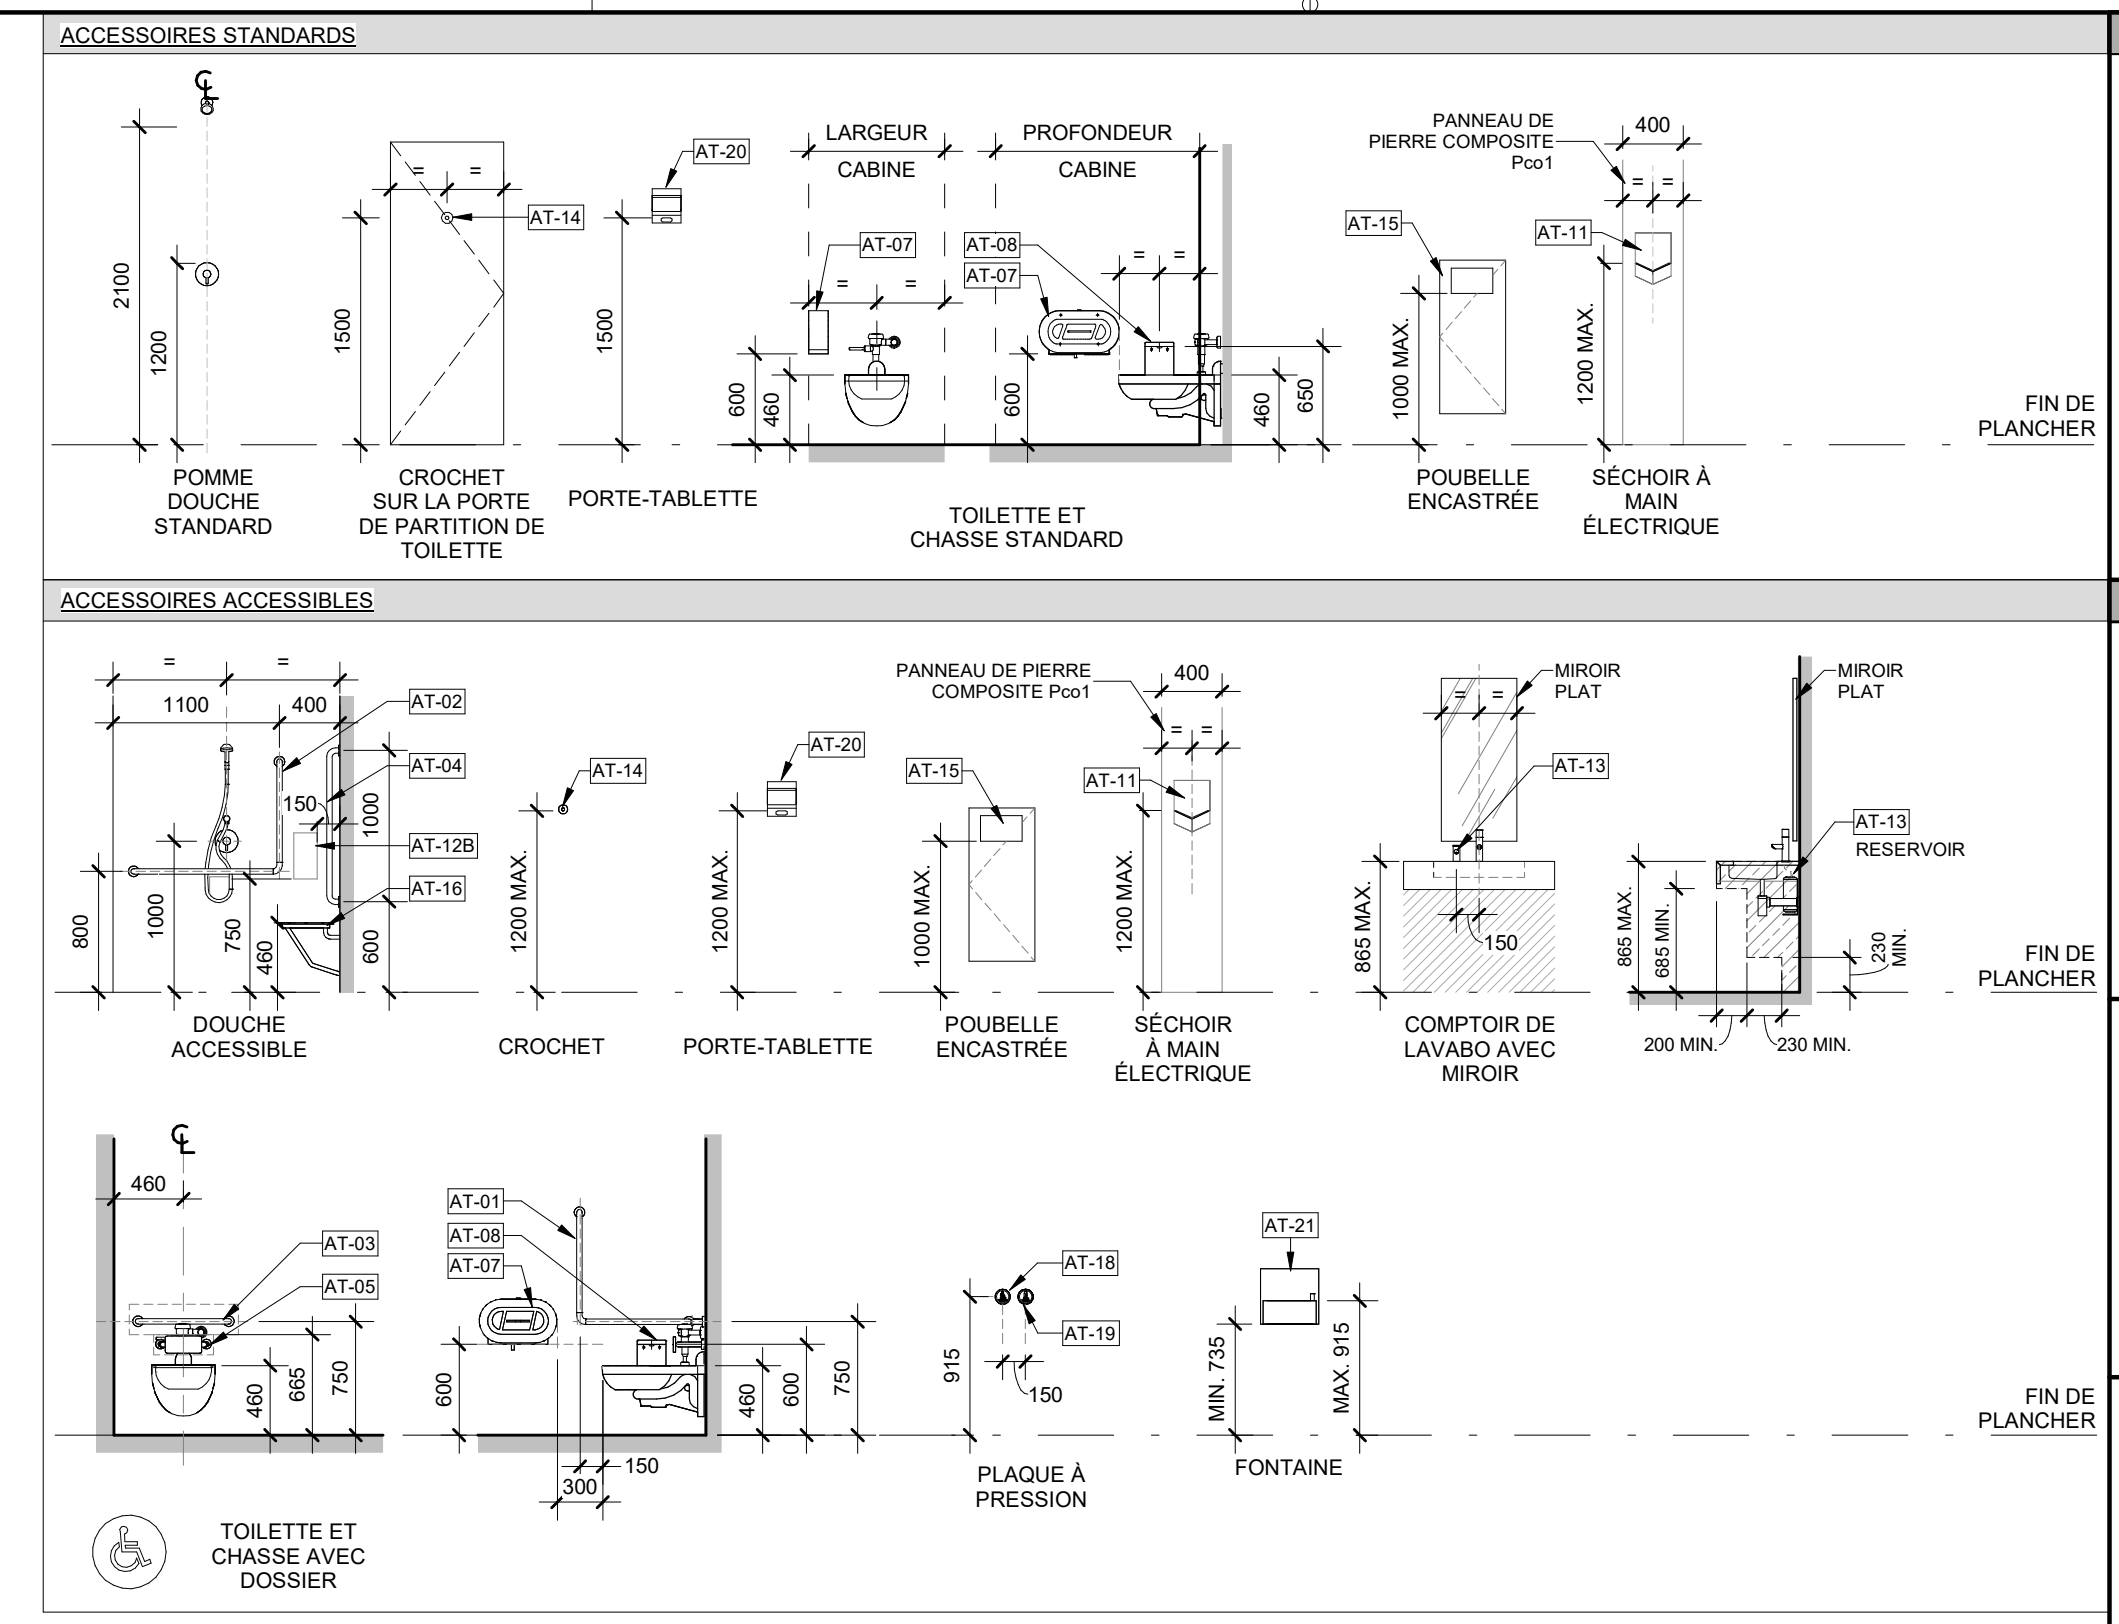 ACCESSOIRES STANDARDS
2100
1200
POMME
DOUCHE
STANDARD
= =
AT-14
1500
CROCHET
SUR LA PORTE
DE PARTITION DE
TOILETTE
AT-20
1500
PORTE-TABLETTE
LARGEUR
CABINE
PROFONDEUR
CABINE
AT-07
= =
AT-08
AT-07
= =
600
460
600
460
650
TOILETTE ET
CHASSE STANDARD
AT-15
1000 MAX.
POUBELLE
ENCASTRÉE
PANNEAU DE
PIERRE COMPOSITE
Pco1
400
= =
AT-11
1200 MAX.
SÉCHOIR À
MAIN
ÉLECTRIQUE
FIN DE
PLANCHER
ACCESSOIRES ACCESSIBLES
= =
1100 400
AT-02
AT-04
150
1000
AT-12B
AT-16
800
1000
750
460
600
DOUCHE
ACCESSIBLE
AT-14
1200 MAX.
CROCHET
AT-20
1200 MAX.
PORTE-TABLETTE
AT-15
1000 MAX.
POUBELLE
ENCASTRÉE
PANNEAU DE PIERRE
COMPOSITE Pco1
400
= =
AT-11
1200 MAX.
SÉCHOIR
À MAIN
ÉLECTRIQUE
MIROIR
PLAT
= =
AT-13
865 MAX.
150
COMPTOIR DE
LAVABO AVEC
MIROIR
MIROIR
PLAT
AT-13
RESERVOIR
865 MAX.
685 MIN.
230
MIN.
200 MIN. 230 MIN.
FIN DE
PLANCHER
460
AT-03
AT-05
460
665
750
TOILETTE ET
CHASSE AVEC
DOSSIER
AT-01
AT-08
AT-07
600
460
600
750
150
300
AT-18
AT-19
915
150
PLAQUE À
PRESSION
AT-21
MIN. 735
MAX. 915
FONTAINE
FIN DE
PLANCHER